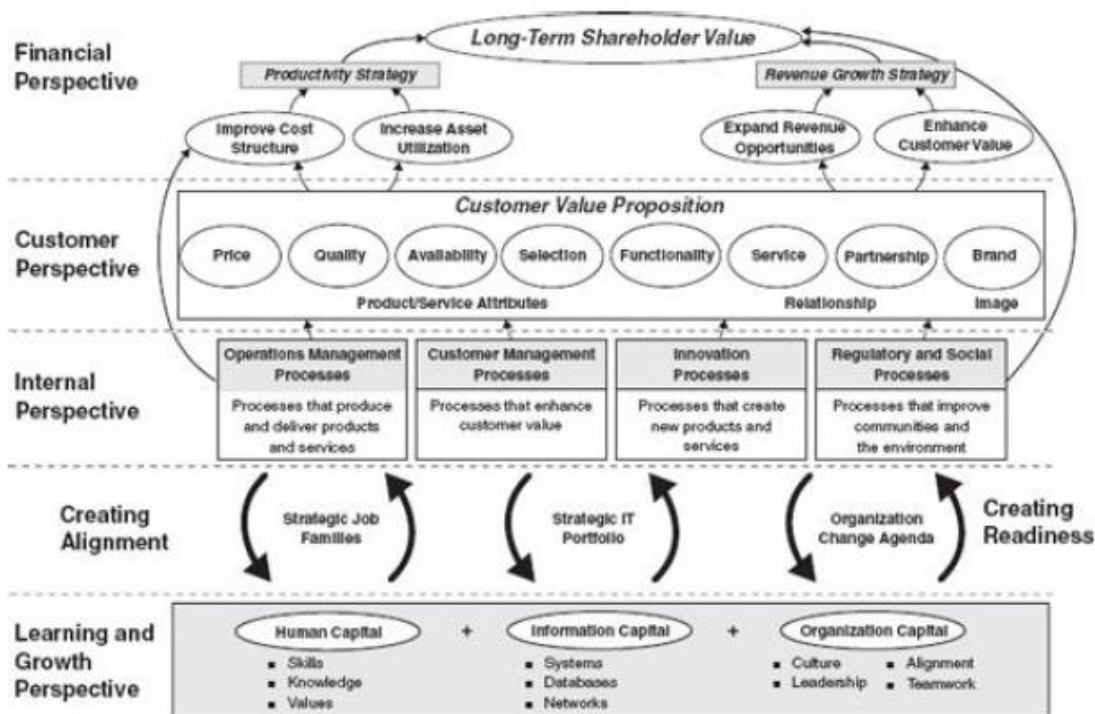 Financial
Perspective
Long-Term Shareholder Value
Productivity Strategy
Revenue Growth Strategy
Improve Cost
Structure
Increase Asset
Utilization
Expand Revenue
Opportunities
Enhance
Customer Value
Customer
Perspective
Customer Value Proposition
Price
Quality
Availability
Selection
Functionality
Service
Partnership
Brand
Product/Service Attributes
Relationship
Image
Internal
Perspective
Operations Management
Processes
Processes that produce
and deliver products
and services
Customer Management
Processes
Processes that enhance
customer value
Innovation
Processes
Processes that create
new products and
services
Regulatory and Social
Processes
Processes that improve
communities and
the environment
Creating
Alignment
Strategic Job
Families
Strategic IT
Portfolio
Organization
Change Agenda
Creating
Readiness
Learning and
Growth
Perspective
Human Capital
+
Information Capital
+
Organization Capital
▪ Skills
▪ Knowledge
▪ Values
▪ Systems
▪ Databases
▪ Networks
▪ Culture
▪ Leadership
▪ Alignment
▪ Teamwork